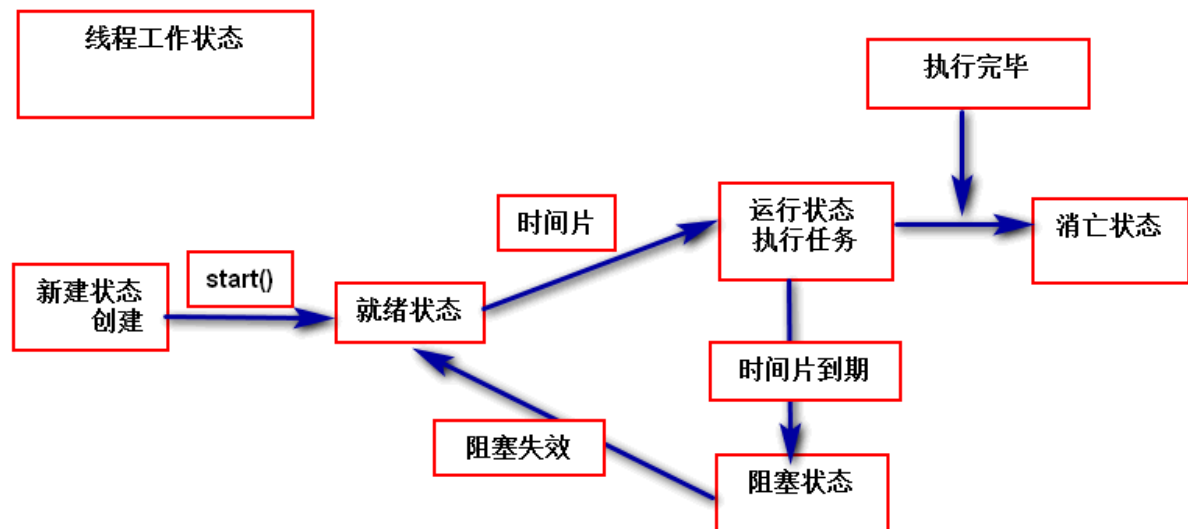 线程工作状态
执行完毕
时间片
运行状态
执行任务
消亡状态
start()
新建状态
创建
就绪状态
时间片到期
阻塞失效
阻塞状态